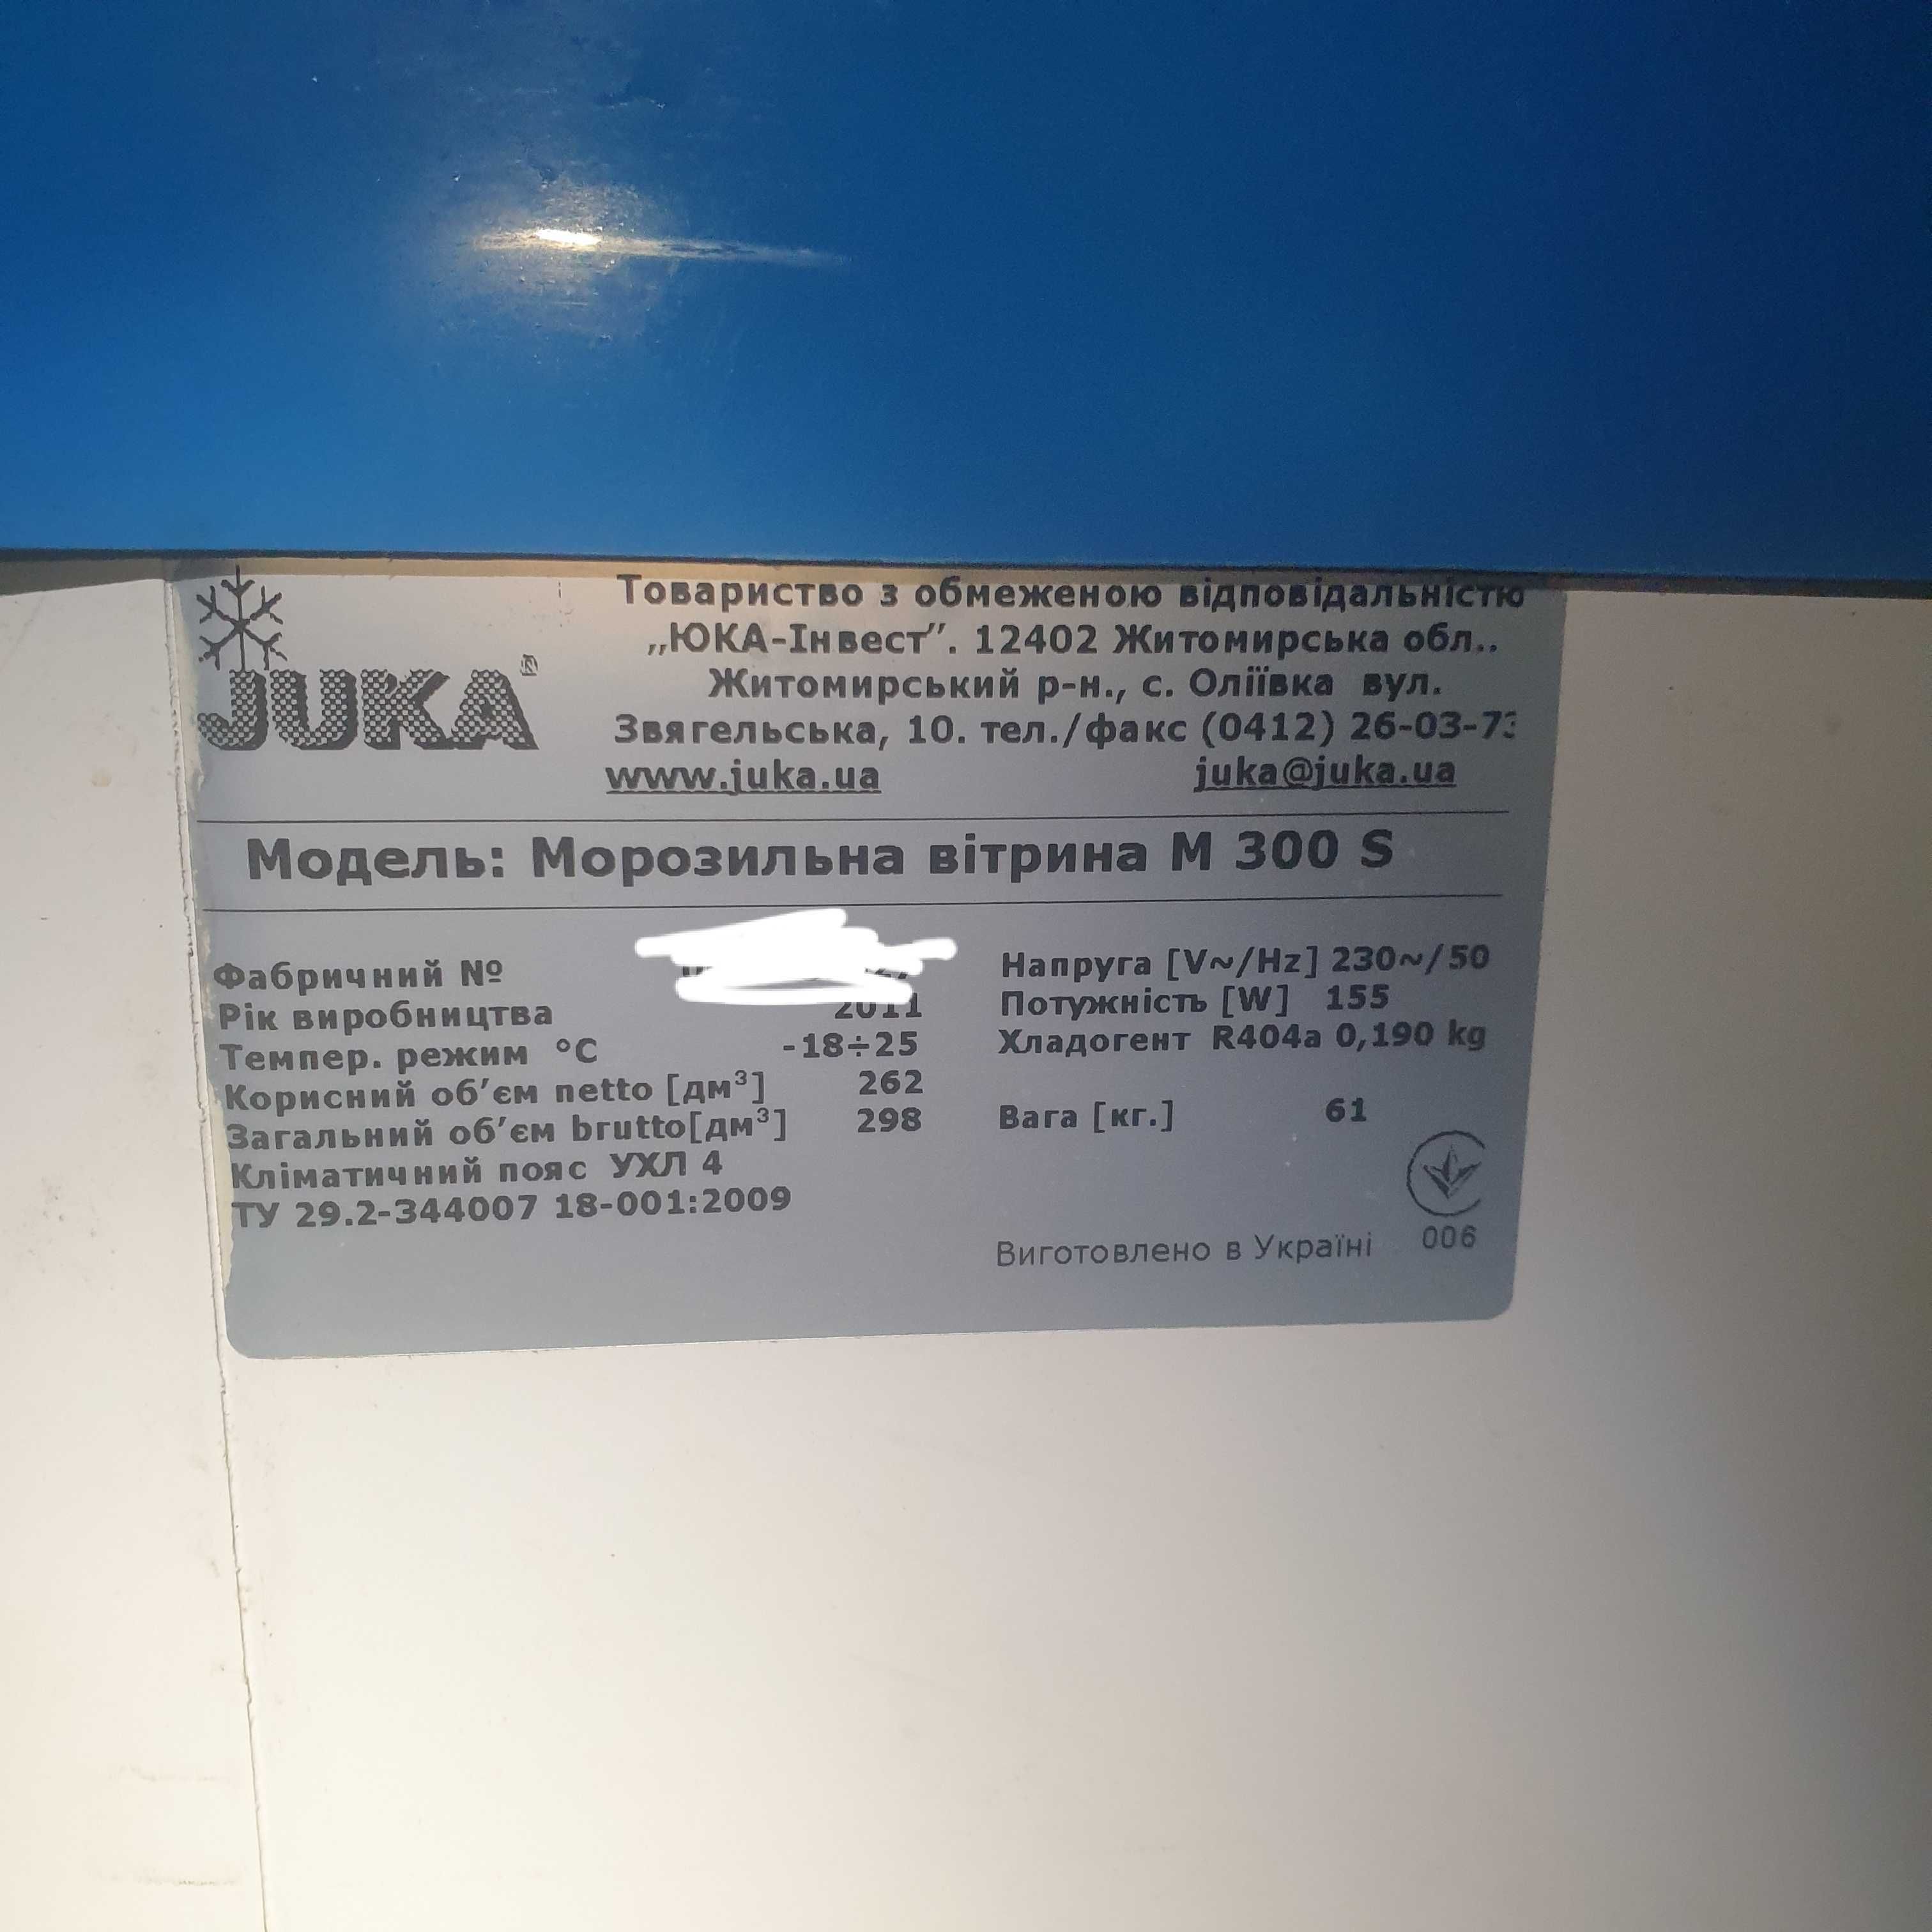 JUKA®
Товариство з обмеженою відповідальністю
„ЮКА-Інвест”. 12402 Житомирська обл..
Житомирський р-н., с. Оліївка вул.
Звягельська, 10. тел./факс (0412) 26-03-73
www.juka.ua juka@juka.ua
Модель: Морозильна вітрина М 300 S
Фабричний №
Рік виробництва 2011
Темпер. режим °С -18÷25
Корисний об’єм netto [дм³] 262
Загальний об’єм brutto[дм³] 298
Кліматичний пояс УХЛ 4
ТУ 29.2-344007 18-001:2009
Напруга [V~/Hz] 230~/50
Потужність [W] 155
Хладогент R404a 0,190 kg
Вага [кг.] 61
Виготовлено в Україні 006